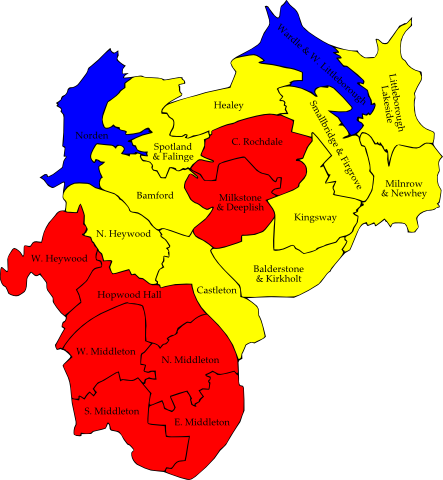 Wardle & W. Littleborough
Littleborough
Lakeside
Healey
Smallbridge & Firgrove
Norden
C. Rochdale
Spotland
& Falinge
Milnrow
& Newhey
Bamford
Milkstone
& Deeplish
Kingsway
N. Heywood
W. Heywood
Balderstone
& Kirkholt
Castleton
Hopwood Hall
W. Middleton
N. Middleton
S. Middleton
E. Middleton